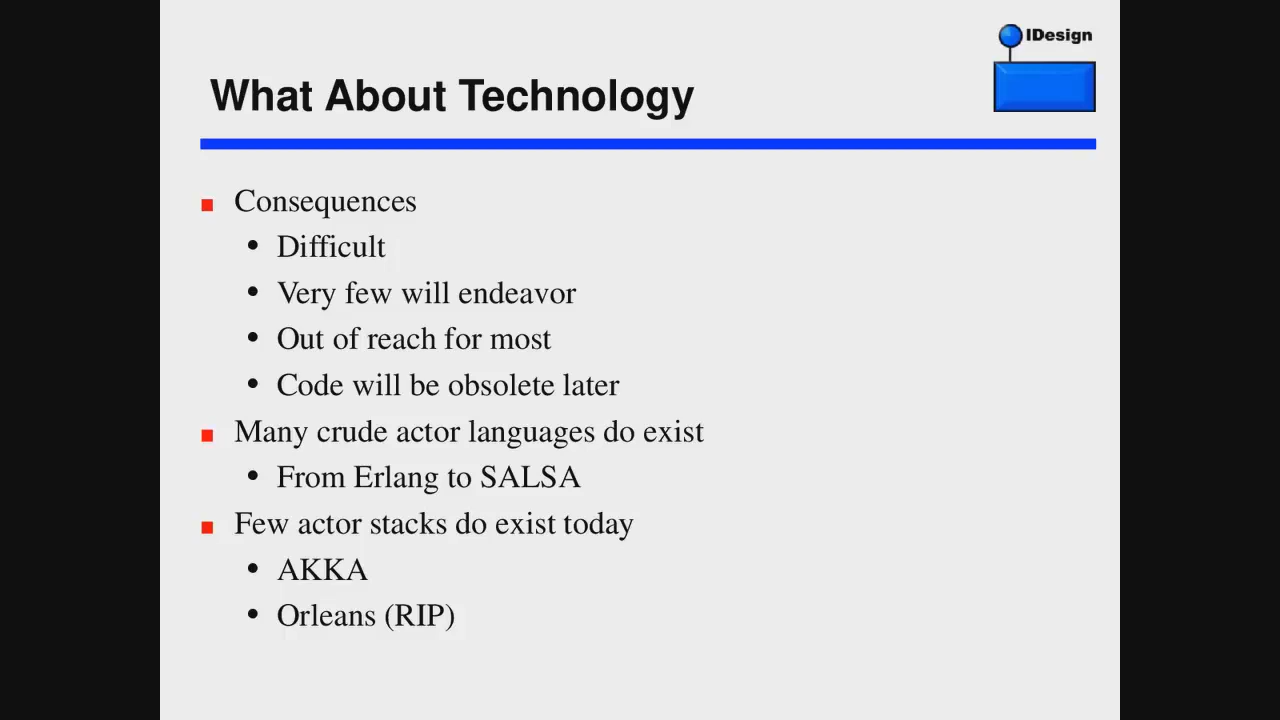 IDesign
What About Technology
Consequences
Difficult
Very few will endeavor
Out of reach for most
Code will be obsolete later
Many crude actor languages do exist
From Erlang to SALSA
Few actor stacks do exist today
AKKA
Orleans (RIP)